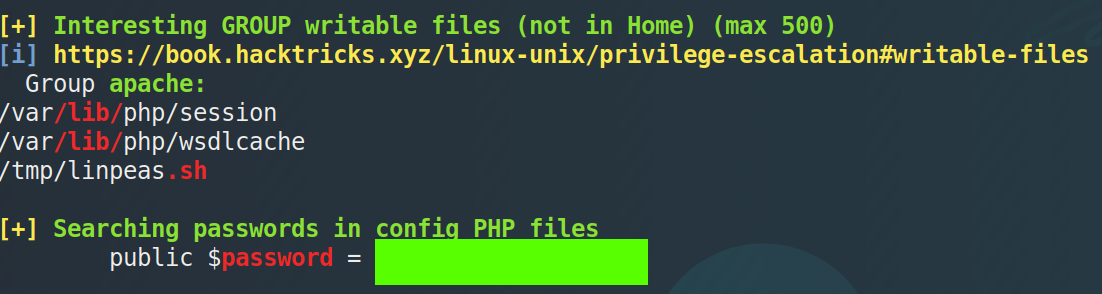 [+] Interesting GROUP writable files (not in Home) (max 500)
[i] https://book.hacktricks.xyz/linux-unix/privilege-escalation#writable-files
Group apache:
/var/lib/php/session
/var/lib/php/wsdlcache
/tmp/linpeas.sh
[+] Searching passwords in config PHP files
public $password =